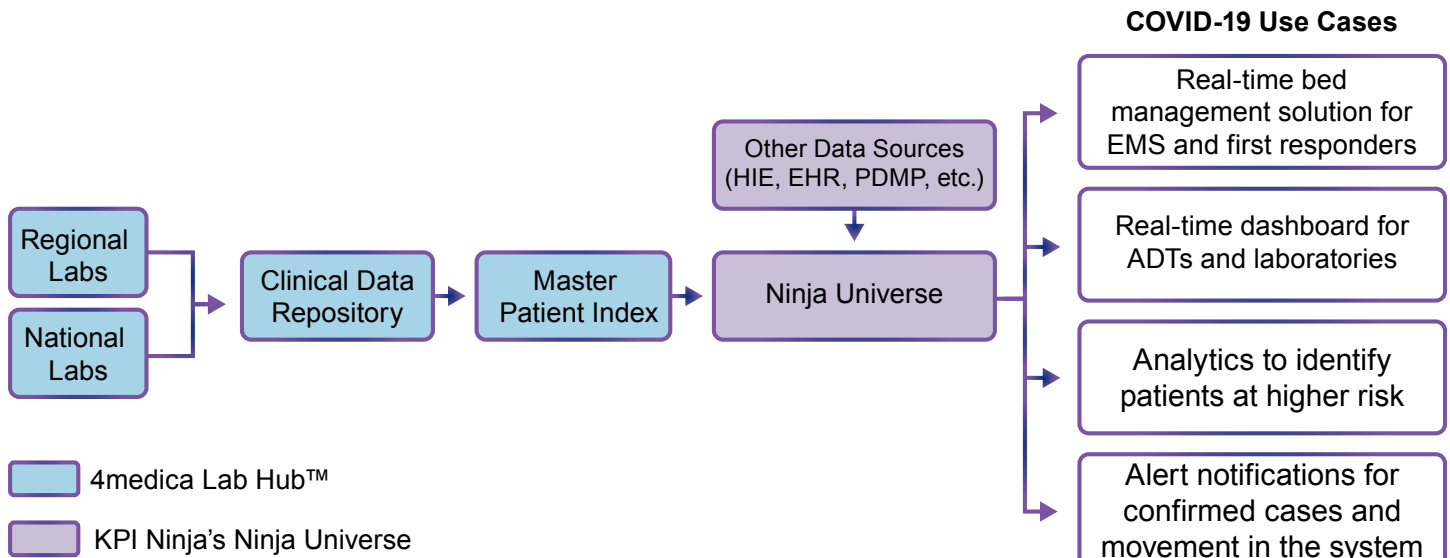 COVID-19 Use Cases
Real-time bed
management solution for
EMS and first responders
Other Data Sources
(HIE, EHR, PDMP, etc.)
Regional
Labs
National
Labs
Clinical Data
Repository
Master
Patient Index
Ninja Universe
Real-time dashboard for
ADTs and laboratories
Analytics to identify
patients at higher risk
Alert notifications for
confirmed cases and
movement in the system
4medica Lab Hub™
KPI Ninja's Ninja Universe